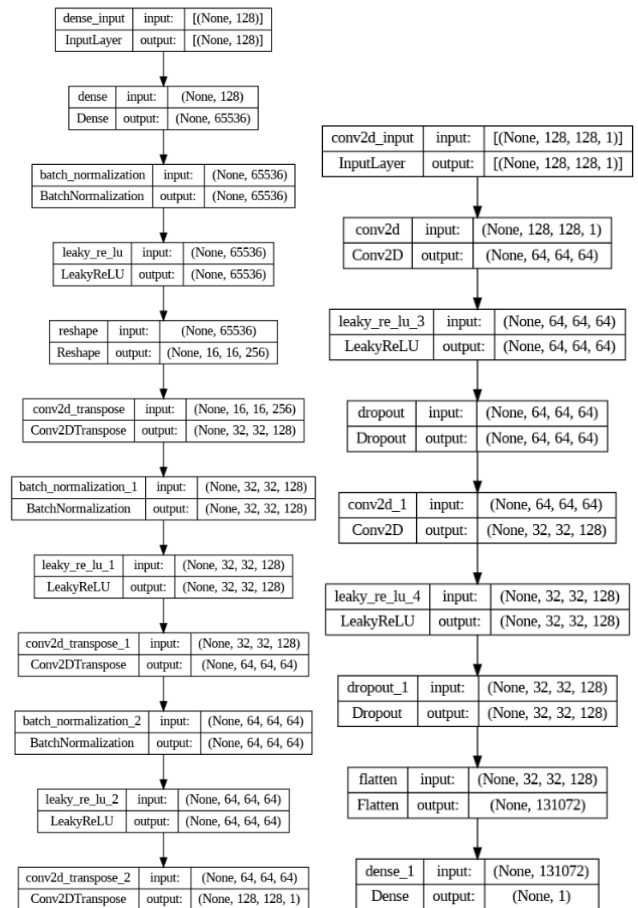 dense_input input: [(None, 128)]
InputLayer output: [(None, 128)]
dense input: (None, 128)
Dense output: (None, 65536)
batch_normalization input: (None, 65536)
BatchNormalization output: (None, 65536)
leaky_re_lu input: (None, 65536)
LeakyReLU output: (None, 65536)
reshape input: (None, 65536)
Reshape output: (None, 16, 16, 256)
conv2d_transpose input: (None, 16, 16, 256)
Conv2DTranspose output: (None, 32, 32, 128)
batch_normalization_1 input: (None, 32, 32, 128)
BatchNormalization output: (None, 32, 32, 128)
leaky_re_lu_1 input: (None, 32, 32, 128)
LeakyReLU output: (None, 32, 32, 128)
conv2d_transpose_1 input: (None, 32, 32, 128)
Conv2DTranspose output: (None, 64, 64, 64)
batch_normalization_2 input: (None, 64, 64, 64)
BatchNormalization output: (None, 64, 64, 64)
leaky_re_lu_2 input: (None, 64, 64, 64)
LeakyReLU output: (None, 64, 64, 64)
conv2d_transpose_2 input: (None, 64, 64, 64)
Conv2DTranspose output: (None, 128, 128, 1)
conv2d_input input: [(None, 128, 128, 1)]
InputLayer output: [(None, 128, 128, 1)]
conv2d input: (None, 128, 128, 1)
Conv2D output: (None, 64, 64, 64)
leaky_re_lu_3 input: (None, 64, 64, 64)
LeakyReLU output: (None, 64, 64, 64)
dropout input: (None, 64, 64, 64)
Dropout output: (None, 64, 64, 64)
conv2d_1 input: (None, 64, 64, 64)
Conv2D output: (None, 32, 32, 128)
leaky_re_lu_4 input: (None, 32, 32, 128)
LeakyReLU output: (None, 32, 32, 128)
dropout_1 input: (None, 32, 32, 128)
Dropout output: (None, 32, 32, 128)
flatten input: (None, 32, 32, 128)
Flatten output: (None, 131072)
dense_1 input: (None, 131072)
Dense output: (None, 1)